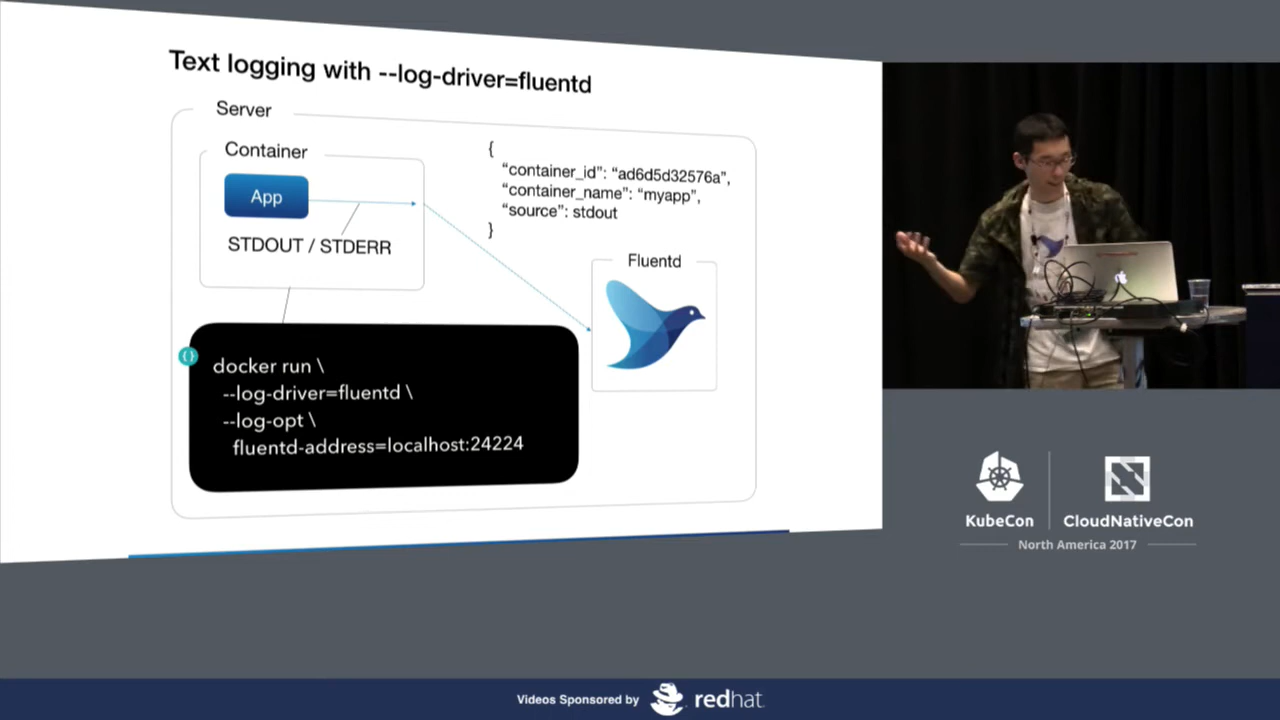 Text logging with --log-driver=fluentd
Server
Container
App
STDOUT / STDERR
{
“container_id”: “ad6d5d32576a”,
“container_name”: “myapp”,
“source”: stdout
}
Fluentd
{}
docker run \
--log-driver=fluentd \
--log-opt \
fluentd-address=localhost:24224
KubeCon
CloudNativeCon
North America 2017
Videos Sponsored by
redhat.